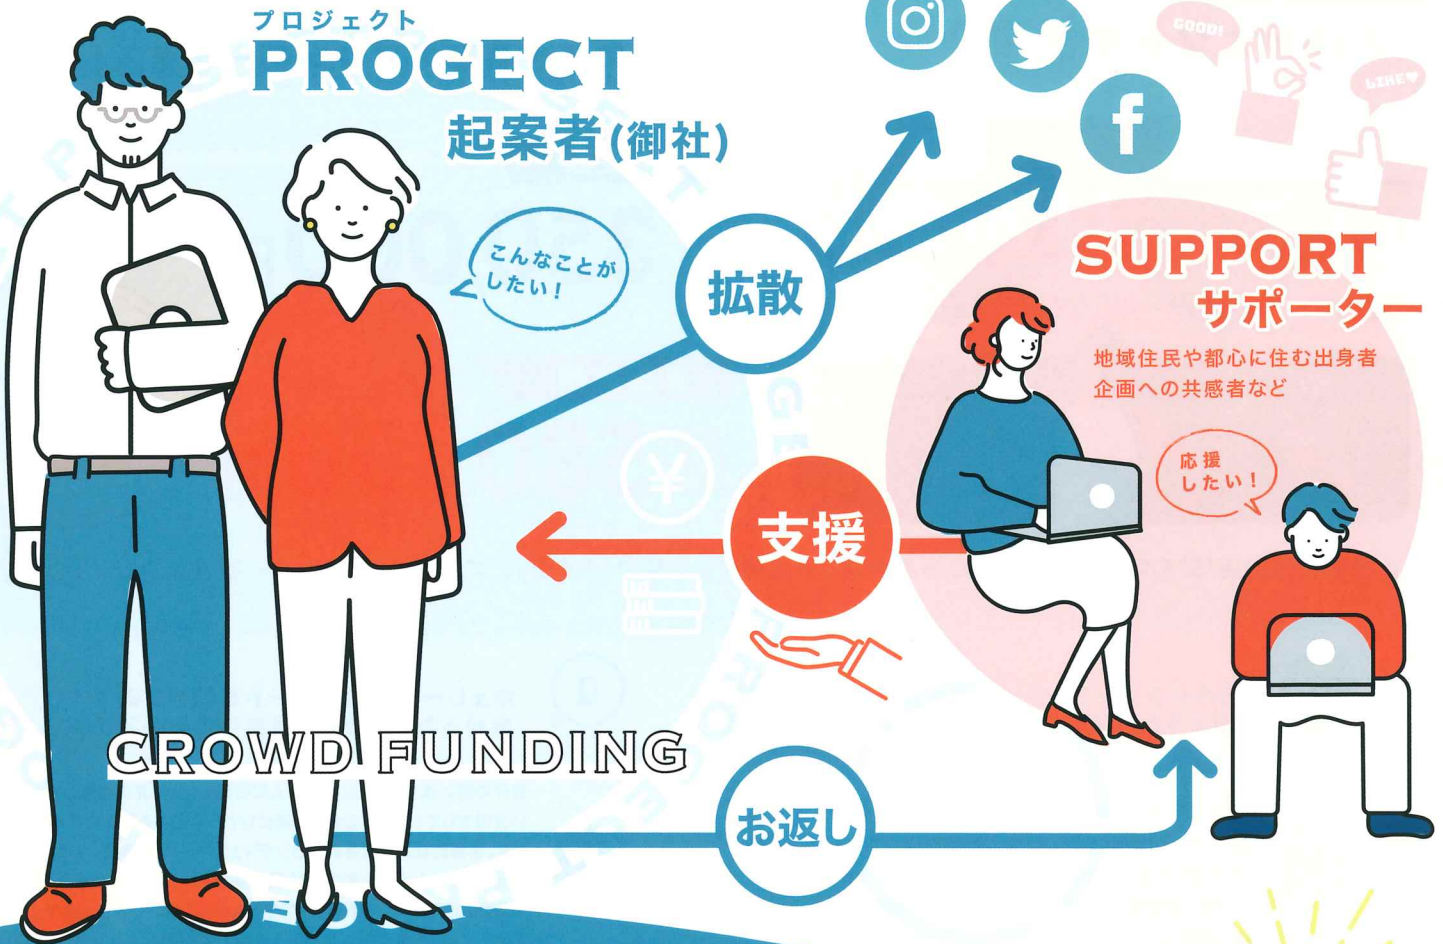 プロジェクト
PROGECT
起案者(御社)
こんなことが
したい!
拡散
GOOD!
LIKE♥
SUPPORT
サポーター
地域住民や都心に住む出身者
企画への共感者など
応援
したい!
支援
CROWD FUNDING
お返し